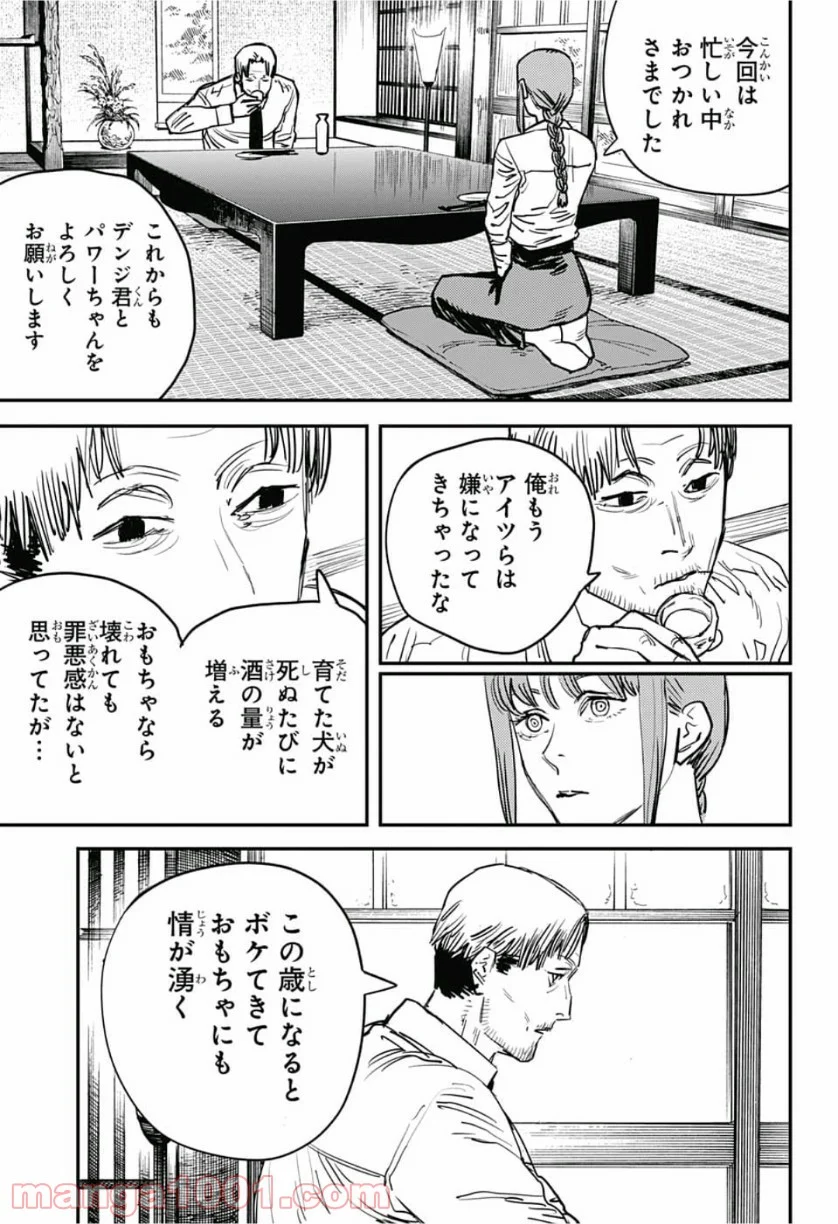 今回は
忙しい中
おつかれ
さまでした
これからも
デンジ君と
パワーちゃんを
よろしく
お願いします
俺もう
アイツらは
嫌になって
きちゃったな
育てた犬が
死ぬたびに
酒の量が
増える
おもちゃなら
壊れても
罪悪感はないと
思ってたが…
この歳になると
ボケてきて
おもちゃにも
情が湧く
manga1001.com